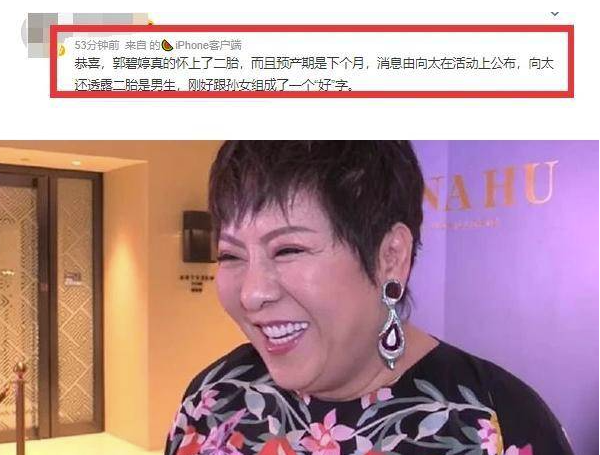 53分钟前 来自 的🍉iPhone客户端
恭喜，郭碧婷真的怀上了二胎，而且预产期是下个月，消息由向太在活动上公布，向太
还透露二胎是男生，刚好跟孙女组成了一个“好”字。
NA HU